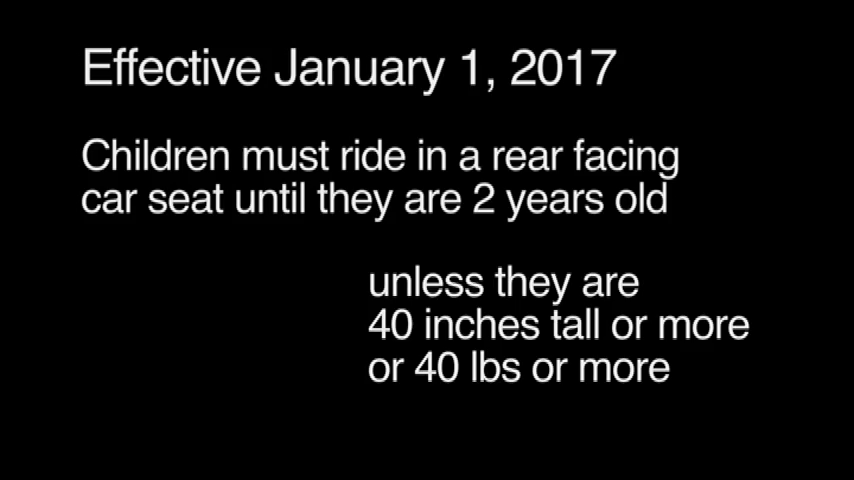 Effective January 1, 2017
Children must ride in a rear facing
car seat until they are 2 years old
unless they are
40 inches tall or more
or 40 lbs or more